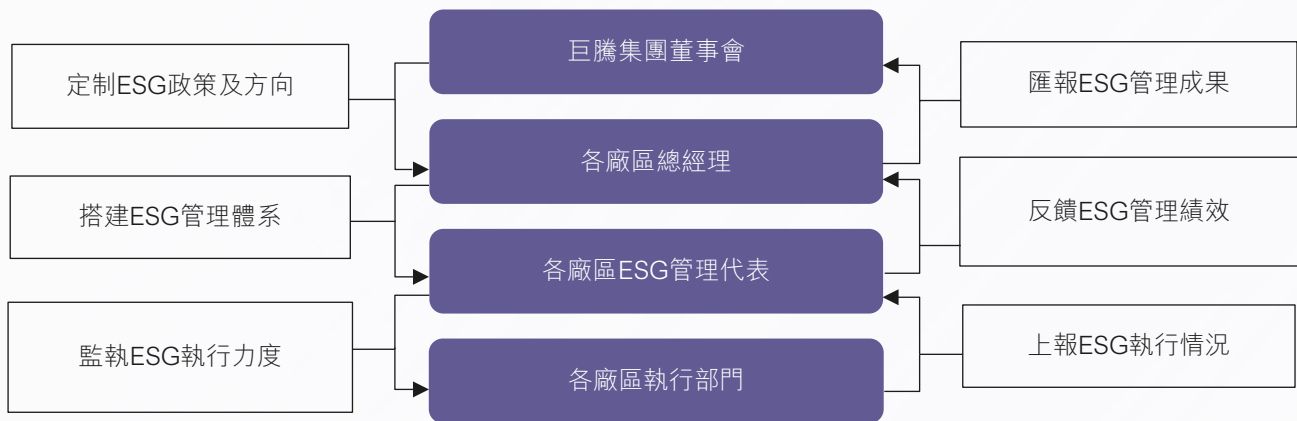 巨騰集團董事會
定制ESG政策及方向
匯報ESG管理成果
各廠區總經理
搭建ESG管理體系
反饋ESG管理績效
各廠區ESG管理代表
監執ESG執行力度
上報ESG執行情況
各廠區執行部門